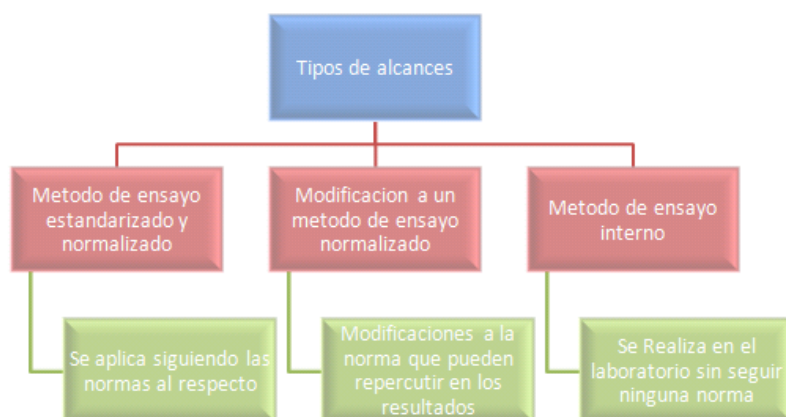 Tipos de alcances
Metodo de ensayo
estandarizado y
normalizado
Modificacion a un
metodo de ensayo
normalizado
Metodo de ensayo
interno
Se aplica siguiendo las
normas al respecto
Modificaciones a la
norma que pueden
repercutir en los
resultados
Se Realiza en el
laboratorio sin seguir
ninguna norma